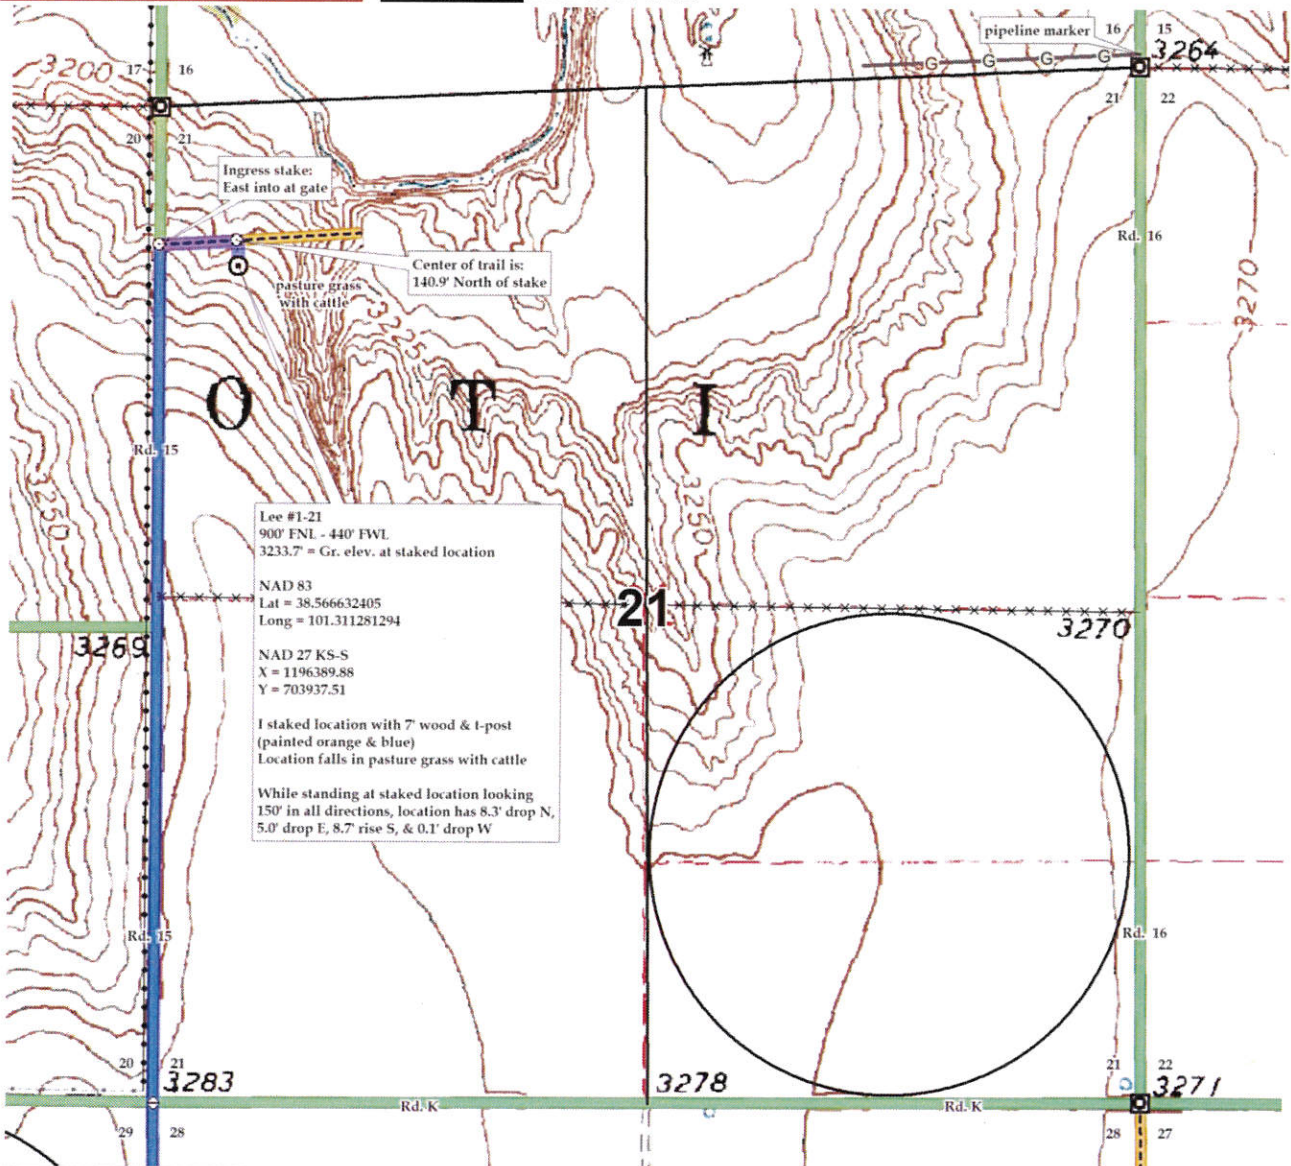 pipeline marker
16
15
3264
G G G G
3200
17
16
21
22
20
21
Ingress stake:
East into at gate
Rd. 16
Center of trail is:
140.9' North of stake
pasture grass
with cattle
3270
O T I
Rd. 15
3250
3250
Lee #1-21
900' FNL - 440' FWL
3233.7' = Gr. elev. at staked location
NAD 83
Lat = 38.566632405
Long = 101.311281294
21
3270
3269
NAD 27 KS-S
X = 1196389.88
Y = 703937.51
I staked location with 7' wood & t-post
(painted orange & blue)
Location falls in pasture grass with cattle
While standing at staked location looking
150' in all directions, location has 8.3' drop N,
5.0' drop E, 8.7' rise S, & 0.1' drop W
Rd. 15
Rd. 16
20
21
21
22
3283
3278
3271
Rd. K
Rd. K
29
28
28
27